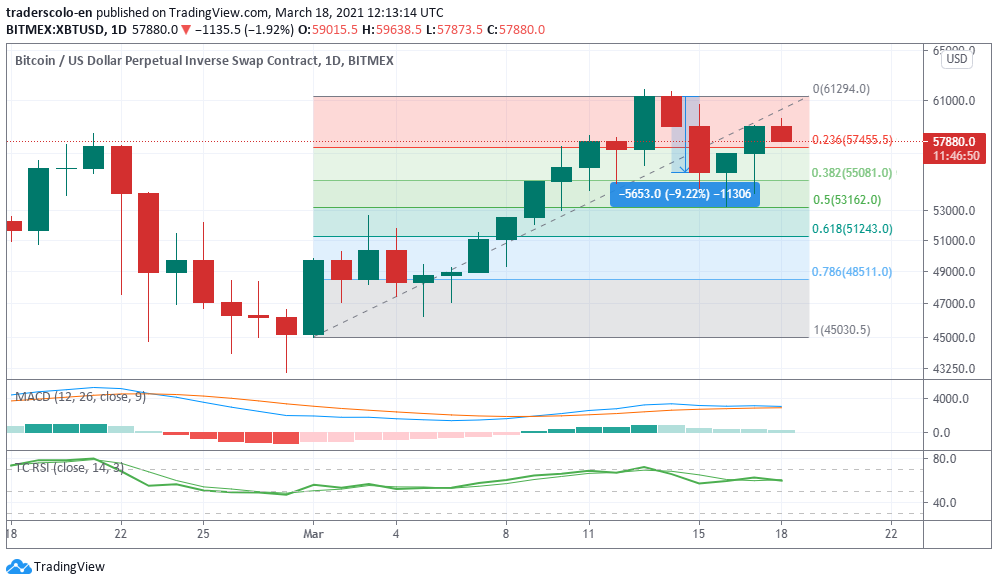 traderscolo-en published on TradingView.com, March 18, 2021 12:13:14 UTC
BITMEX:XBTUSD, 1D 57880.0 ▼ −1135.5 (−1.92%) O:59015.5 H:59638.5 L:57873.5 C:57880.0
Bitcoin / US Dollar Perpetual Inverse Swap Contract, 1D, BITMEX
65000.0
USD
0(61294.0)
61000.0
0.236(57455.5)
57880.0
11:46:50
0.382(55081.0)
−5653.0 (−9.22%) −11306
0.5(53162.0)
53000.0
0.618(51243.0)
51000.0
0.786(48511.0)
49000.0
47000.0
1(45030.5)
45000.0
43250.0
MACD (12, 26, close, 9)
4000.0
0.0
TC RSI (close, 14, 3)
80.0
40.0
18 22 25 Mar 4 8 11 15 18 22
TradingView